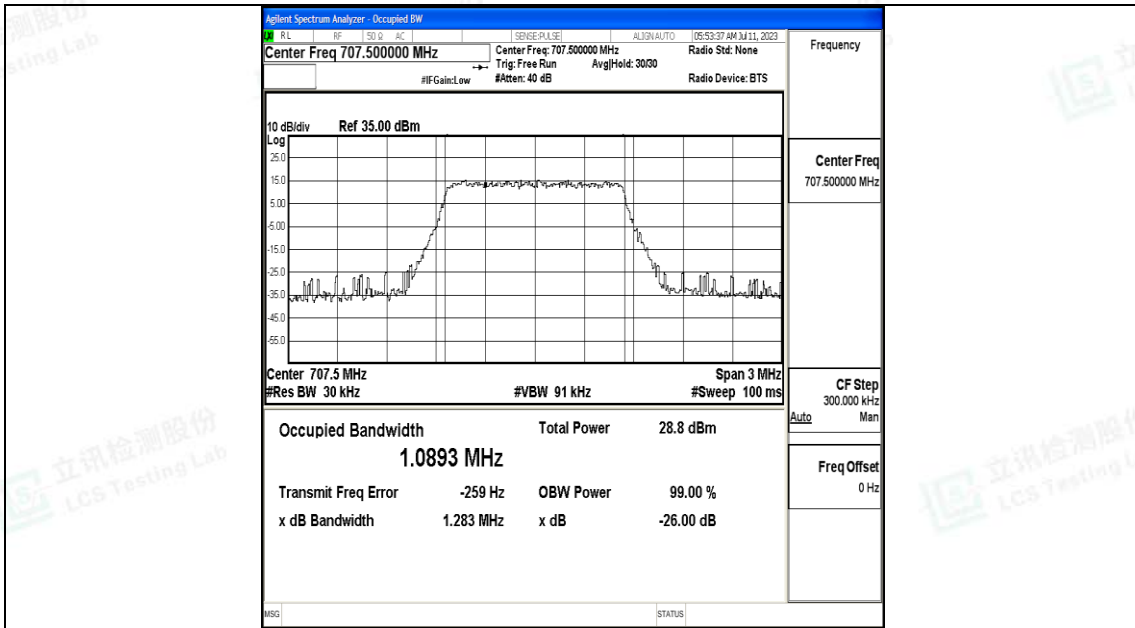 Agilent Spectrum Analyzer - Occupied BW
RL RF 50 Ω AC SENSE:PULSE ALIGN AUTO 05:53:37 AM Jul 11, 2023
Center Freq 707.500000 MHz
Center Freq: 707.500000 MHz
Radio Std: None
Trig: Free Run Avg|Hold: 30/30
#IFGain:Low
#Atten: 40 dB
Radio Device: BTS
10 dB/div Ref 35.00 dBm
Log
25.0
15.0
5.00
-5.00
-15.0
-25.0
-35.0
-45.0
-55.0
Center 707.5 MHz
Span 3 MHz
#Res BW 30 kHz
#VBW 91 kHz
#Sweep 100 ms
Occupied Bandwidth
Total Power 28.8 dBm
1.0893 MHz
Transmit Freq Error -259 Hz
OBW Power 99.00 %
x dB Bandwidth 1.283 MHz
x dB -26.00 dB
MSG
STATUS
Frequency
Center Freq
707.500000 MHz
CF Step
300.000 kHz
Auto Man
Freq Offset
0 Hz
立讯检测股份
LCS Testing Lab
立讯检测股份